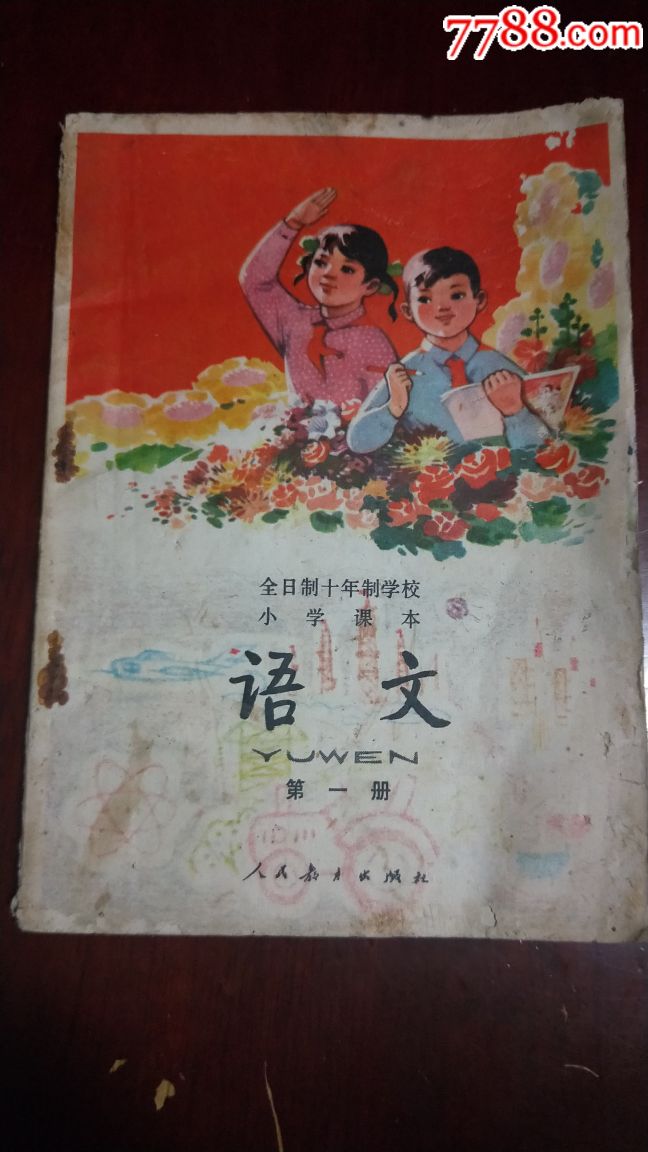 7788.com
全日制十年制学校
小学课本
语文
YUWEN
第一册
人民教育出版社